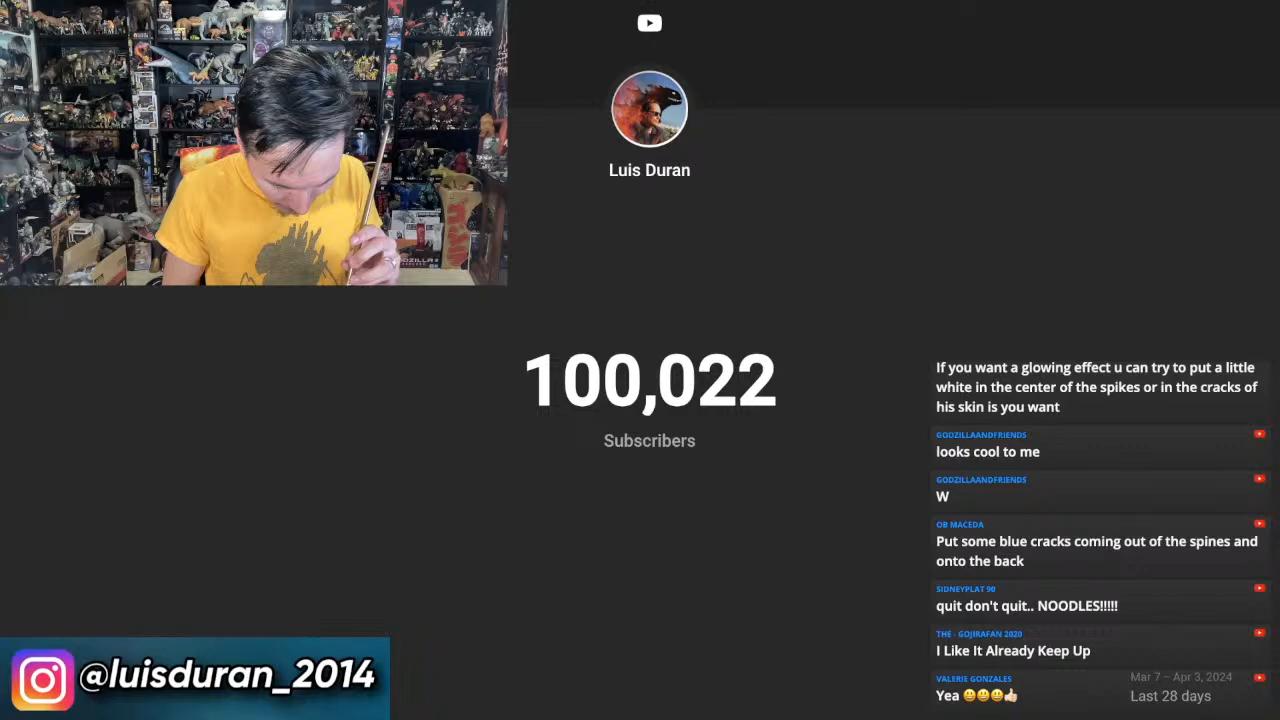 Luis Duran
100,022
Subscribers
If you want a glowing effect u can try to put a little
white in the center of the spikes or in the cracks of
his skin is you want
GODZILLAANDFRIENDS
looks cool to me
GODZILLAANDFRIENDS
W
OB MACEDA
Put some blue cracks coming out of the spines and
onto the back
SIDNEYPLAT 90
quit don't quit.. NOODLES!!!!!
THE - GOJIRAFAN 2020
I Like It Already Keep Up
VALERIE GONZALES
Yea 😀😀😀👍🏻
Mar 7 – Apr 3, 2024
Last 28 days
@luisduran_2014